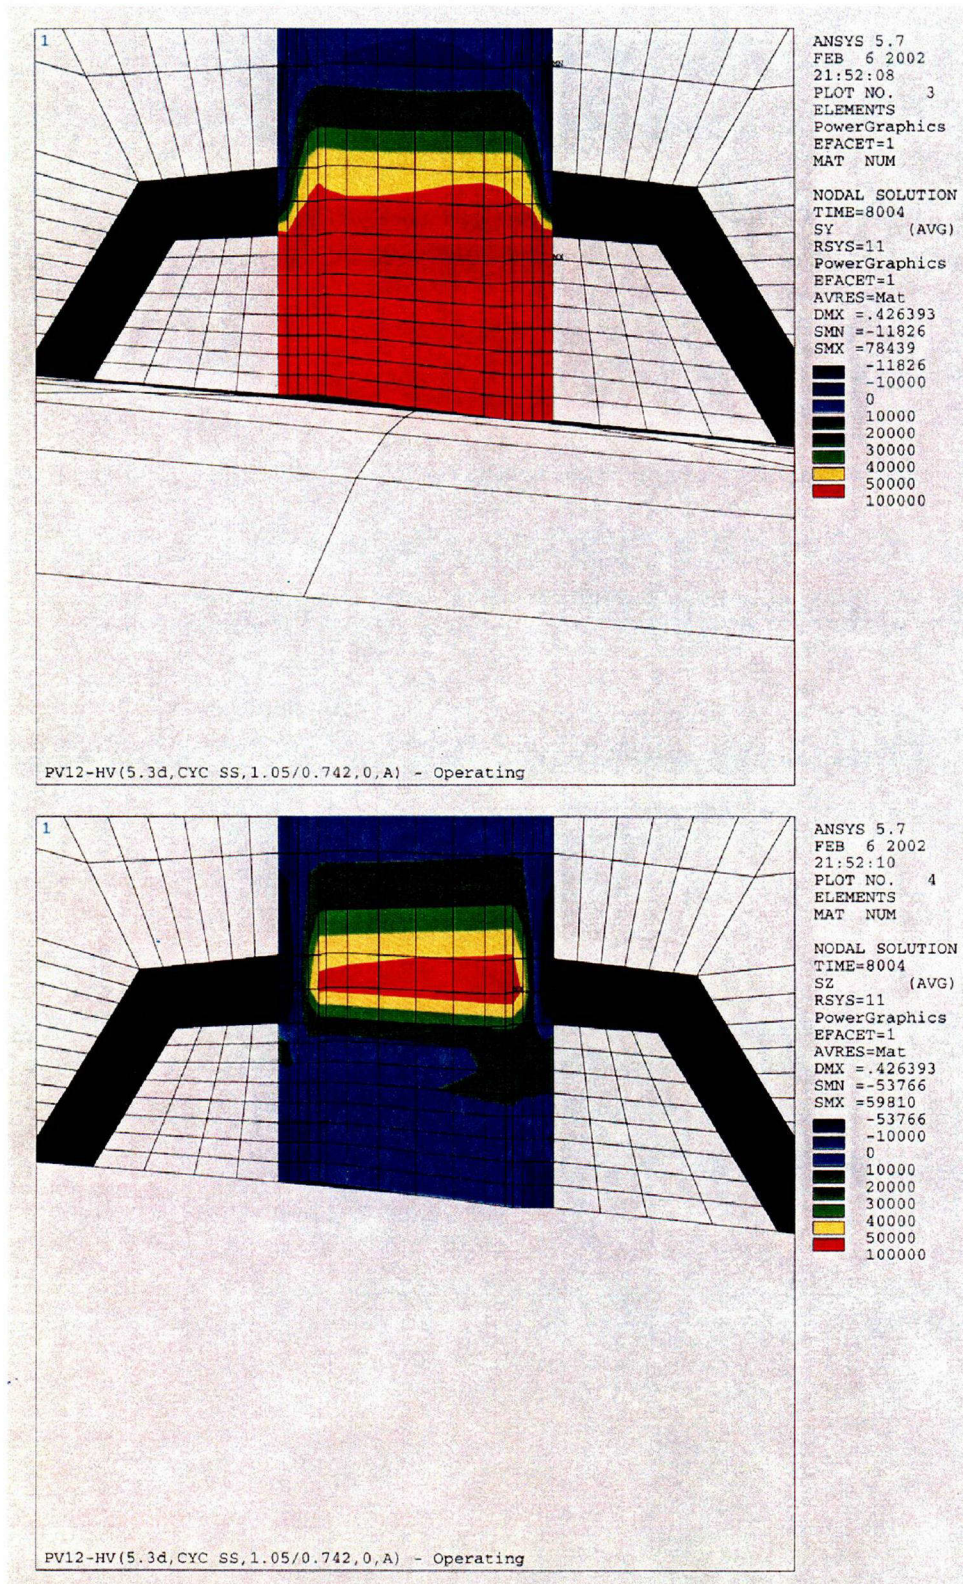 1
ANSYS 5.7
FEB 6 2002
21:52:08
PLOT NO. 3
ELEMENTS
PowerGraphics
EFACET=1
MAT NUM
NODAL SOLUTION
TIME=8004
SY (AVG)
RSYS=11
PowerGraphics
EFACET=1
AVRES=Mat
DMX =.426393
SMN =-11826
SMX =78439
-11826
-10000
0
10000
20000
30000
40000
50000
100000
MX
PV12-HV(5.3d,CYC SS,1.05/0.742,0,A) - Operating
1
ANSYS 5.7
FEB 6 2002
21:52:10
PLOT NO. 4
ELEMENTS
MAT NUM
NODAL SOLUTION
TIME=8004
SZ (AVG)
RSYS=11
PowerGraphics
EFACET=1
AVRES=Mat
DMX =.426393
SMN =-53766
SMX =59810
-53766
-10000
0
10000
20000
30000
40000
50000
100000
PV12-HV(5.3d,CYC SS,1.05/0.742,0,A) - Operating